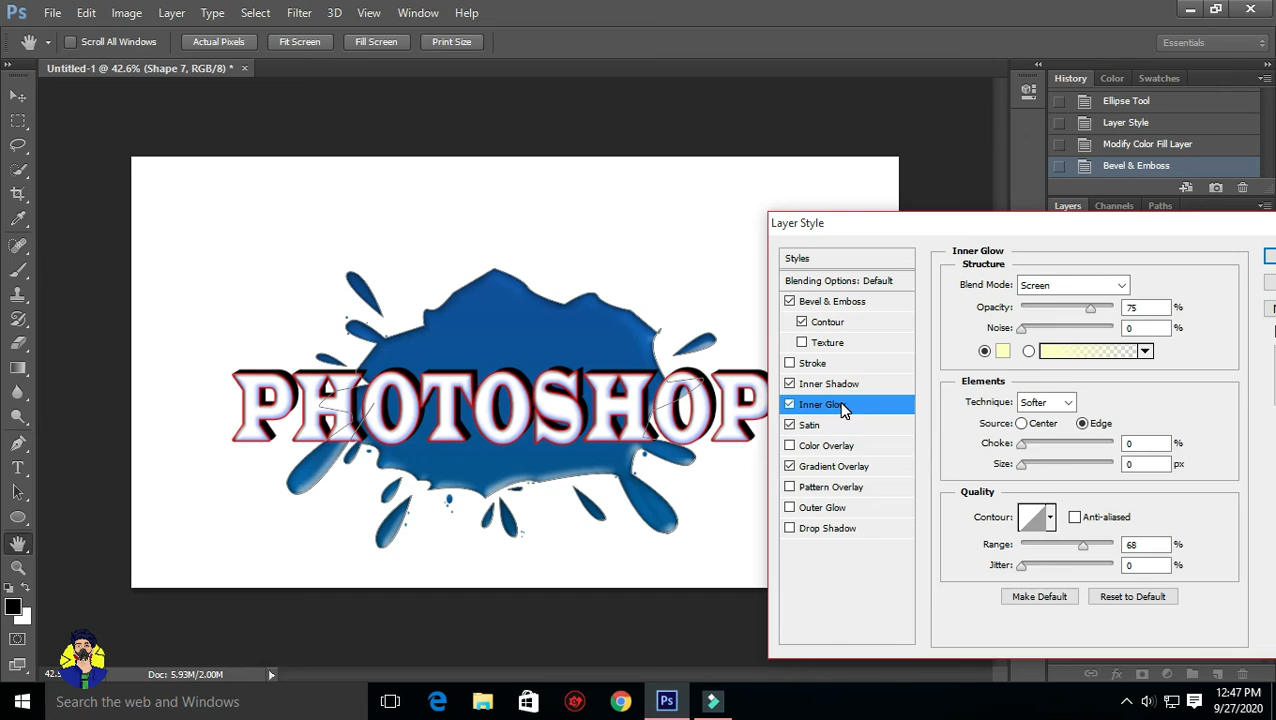 Ps File Edit Image Layer Type Select Filter 3D View Window Help
Scroll All Windows Actual Pixels Fit Screen Fill Screen Print Size Essentials
Untitled-1 @ 42.6% (Shape 7, RGB/8) * ×
History Color Swatches
Ellipse Tool
Layer Style
Modify Color Fill Layer
Bevel & Emboss
Layers Channels Paths
PHOTOSHOP
Layer Style
Styles
Blending Options: Default
Bevel & Emboss
Contour
Texture
Stroke
Inner Shadow
Inner Glow
Satin
Color Overlay
Gradient Overlay
Pattern Overlay
Outer Glow
Drop Shadow
Inner Glow
Structure
Blend Mode: Screen
Opacity: 75 %
Noise: 0 %
Elements
Technique: Softer
Source: Center Edge
Choke: 0 %
Size: 0 px
Quality
Contour: Anti-aliased
Range: 68 %
Jitter: 0 %
Make Default Reset to Default
Doc: 5.93M/2.00M
Search the web and Windows
Ps
12:47 PM
9/27/2020